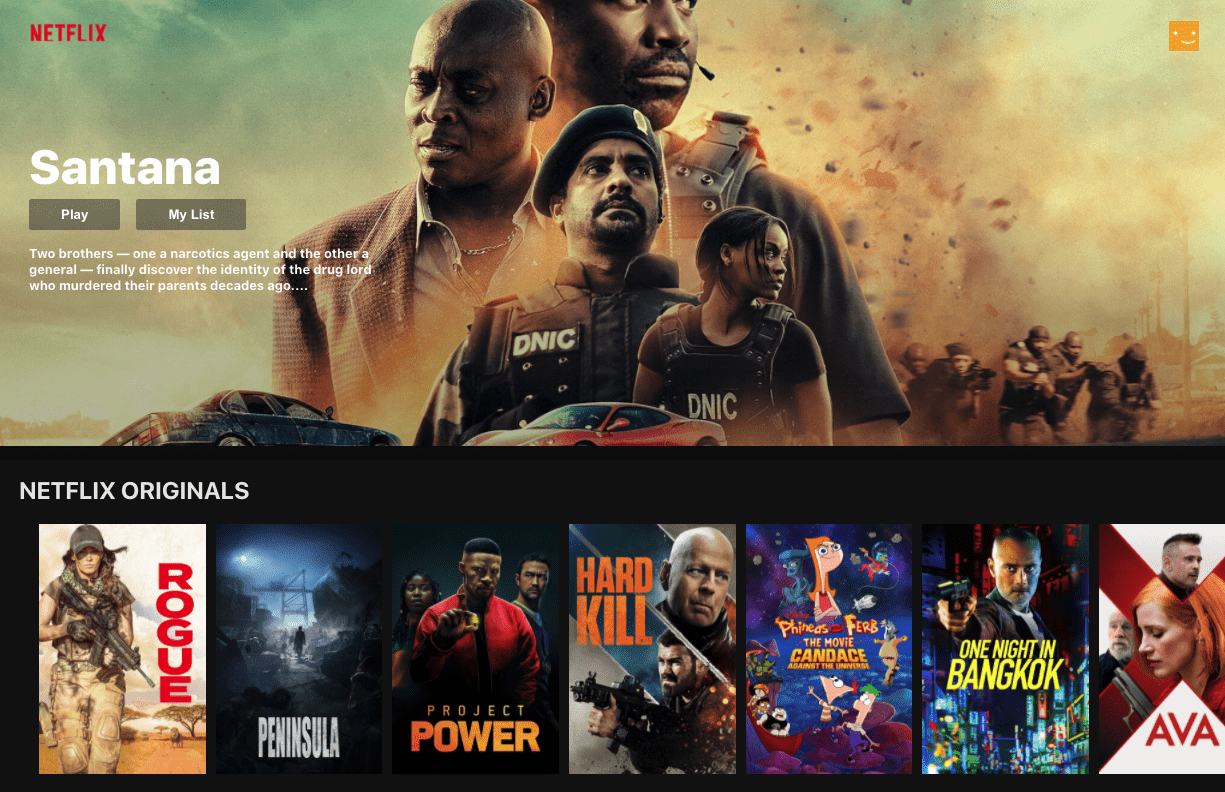 NETFLIX
Santana
Play
My List
Two brothers — one a narcotics agent and the other a
general — finally discover the identity of the drug lord
who murdered their parents decades ago....
DNIC
DNIC
NETFLIX ORIGINALS
ROGUE
PENINSULA
PROJECT
POWER
HARD
KILL
Disney
Phineas and Ferb
THE MOVIE
CANDACE
AGAINST THE UNIVERSE
ONE NIGHT IN
BANGKOK
AVA